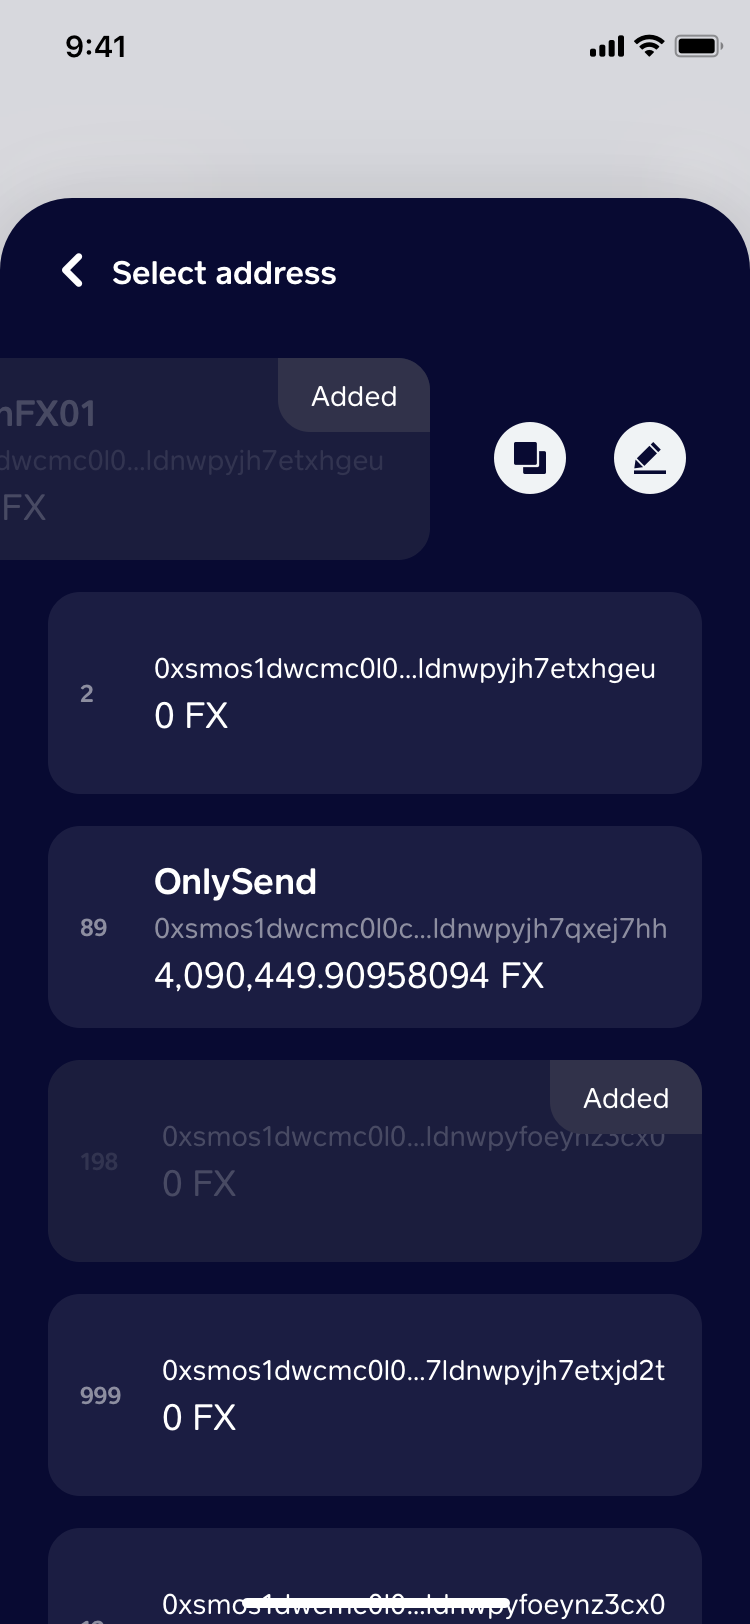 9:41
Select address
Added
nFX01
dwcmc0l0...ldnwpyjh7etxhgeu
FX
2
0xsmos1dwcmc0l0...ldnwpyjh7etxhgeu
0 FX
OnlySend
89
0xsmos1dwcmc0l0c...ldnwpyjh7qxej7hh
4,090,449.90958094 FX
Added
0xsmos1dwcmc0l0...ldnwpyfoeynz3cx0
198
0 FX
0xsmos1dwcmc0l0...7ldnwpyjh7etxjd2t
999
0 FX
0xsmos1dwcmc0l0...ldnwpyfoeynz3cx0